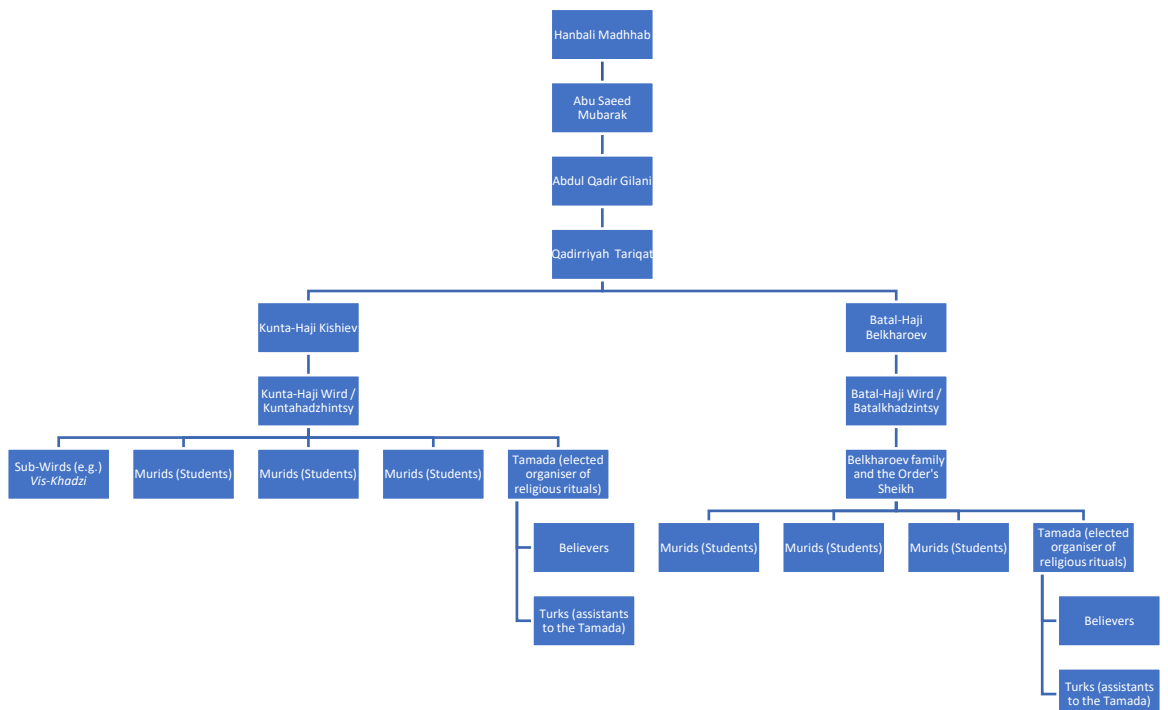 Hanbali Madhhab
Abu Saeed
Mubarak
Abdul Qadir Gilani
Qadirriyah Tariqat
Kunta-Haji Kishiev
Batal-Haji
Belkharoev
Kunta-Haji Wird /
Kuntahadzhintsy
Batal-Haji Wird /
Batalkhadzintsy
Sub-Wirds (e.g.)
Vis-Khadzi
Murids (Students)
Murids (Students)
Murids (Students)
Tamada (elected
organiser of
religious rituals)
Belkharoev family
and the Order's
Sheikh
Believers
Turks (assistants
to the Tamada)
Murids (Students)
Murids (Students)
Murids (Students)
Tamada (elected
organiser of
religious rituals)
Believers
Turks (assistants
to the Tamada)